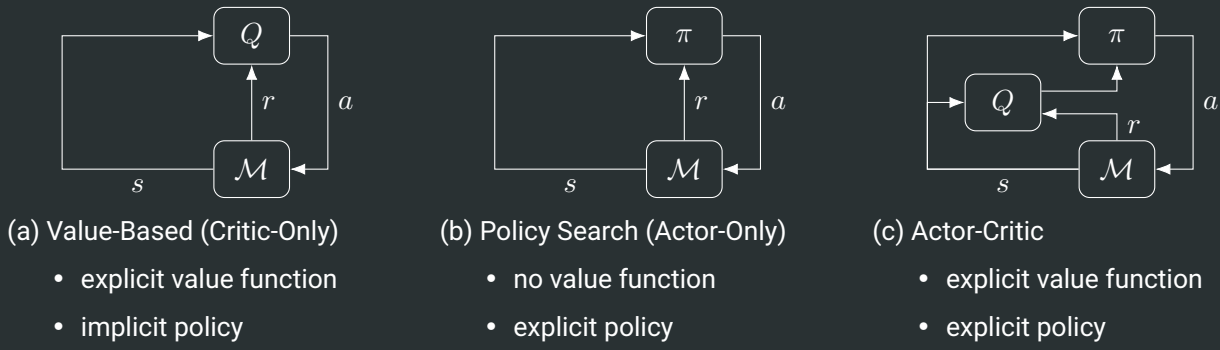 Q
r
a
M
s
(a) Value-Based (Critic-Only)
• explicit value function
• implicit policy
π
r
a
M
s
(b) Policy Search (Actor-Only)
• no value function
• explicit policy
π
Q
a
r
M
s
(c) Actor-Critic
• explicit value function
• explicit policy